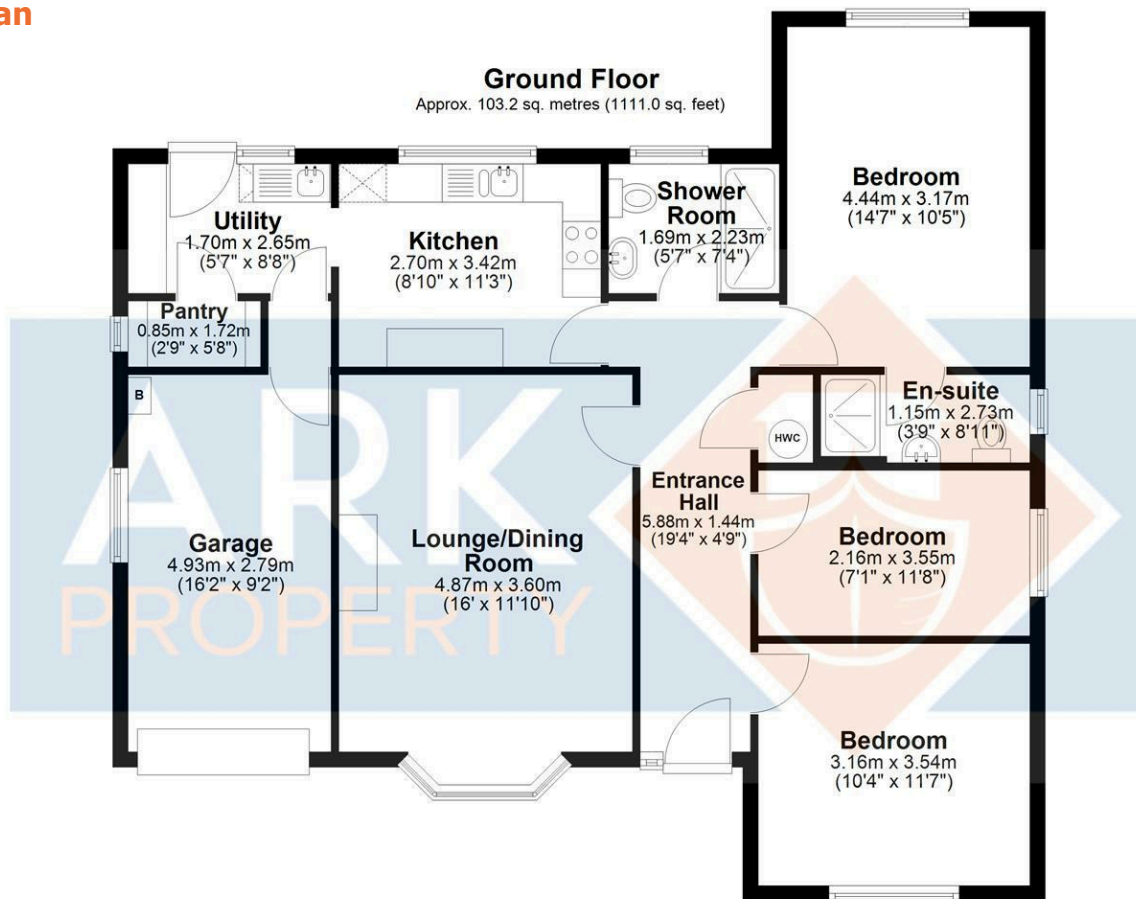 an
Ground Floor
Approx. 103.2 sq. metres (1111.0 sq. feet)
Bedroom
4.44m x 3.17m
(14'7" x 10'5")
Shower
Room
1.69m x 2.23m
(5'7" x 7'4")
Utility
1.70m x 2.65m
(5'7" x 8'8")
Kitchen
2.70m x 3.42m
(8'10" x 11'3")
Pantry
0.85m x 1.72m
(2'9" x 5'8")
B
En-suite
1.15m x 2.73m
(3'9" x 8'11")
HWC
Entrance
Hall
5.88m x 1.44m
(19'4" x 4'9")
Garage
4.93m x 2.79m
(16'2" x 9'2")
Lounge/Dining
Room
4.87m x 3.60m
(16' x 11'10")
Bedroom
2.16m x 3.55m
(7'1" x 11'8")
Bedroom
3.16m x 3.54m
(10'4" x 11'7")
ARK
PROPERTY